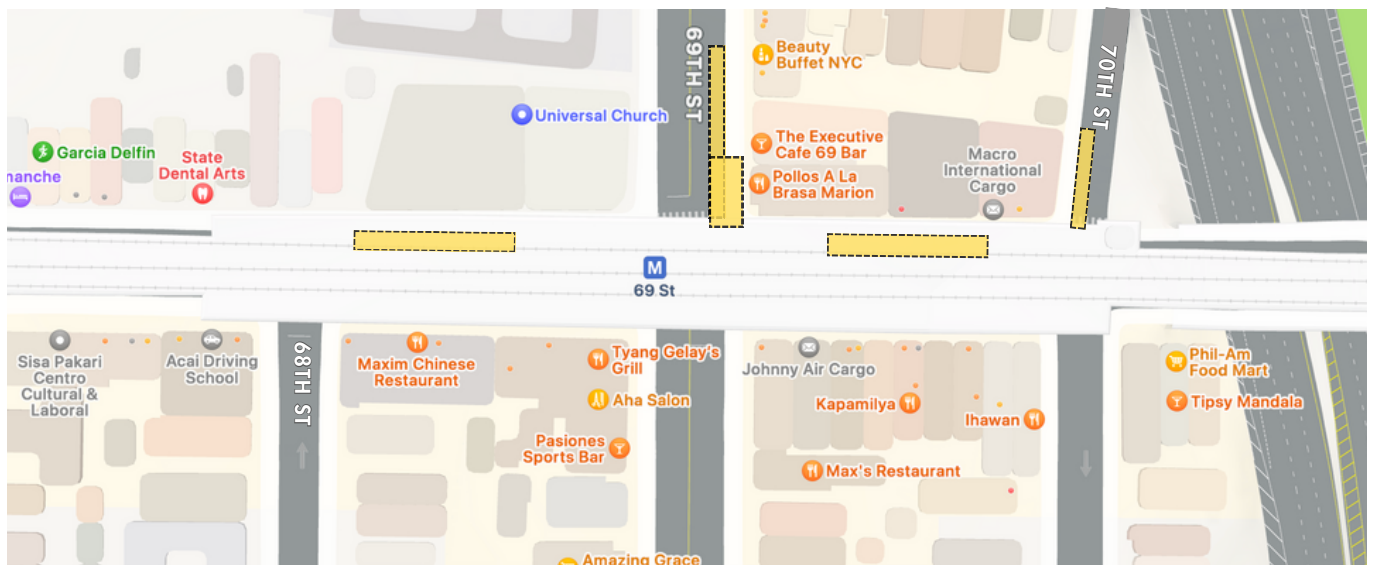 69TH ST
70TH ST
Beauty
Buffet NYC
Universal Church
The Executive
Cafe 69 Bar
Macro
International
Cargo
Garcia Delfin
State
Dental Arts
nanche
Pollos A La
Brasa Marion
M
69 St
Sisa Pakari
Centro
Cultural &
Laboral
Acai Driving
School
68TH ST
Maxim Chinese
Restaurant
Tyang Gelay's
Grill
Aha Salon
Pasiones
Sports Bar
Johnny Air Cargo
Kapamilya
Ihawan
Max's Restaurant
Phil-Am
Food Mart
Tipsy Mandala
Amazing Grace